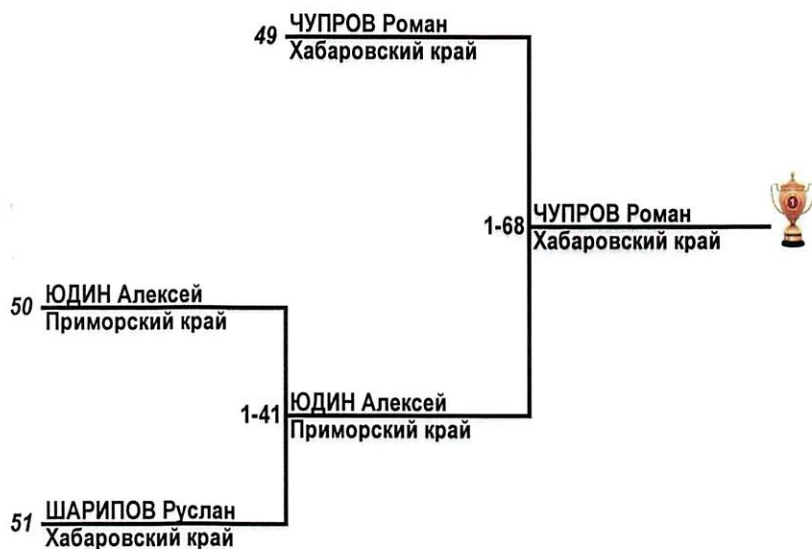 49 ЧУПРОВ Роман
Хабаровский край
1-68 ЧУПРОВ Роман
Хабаровский край
1
50 ЮДИН Алексей
Приморский край
1-41 ЮДИН Алексей
Приморский край
51 ШАРИПОВ Руслан
Хабаровский край